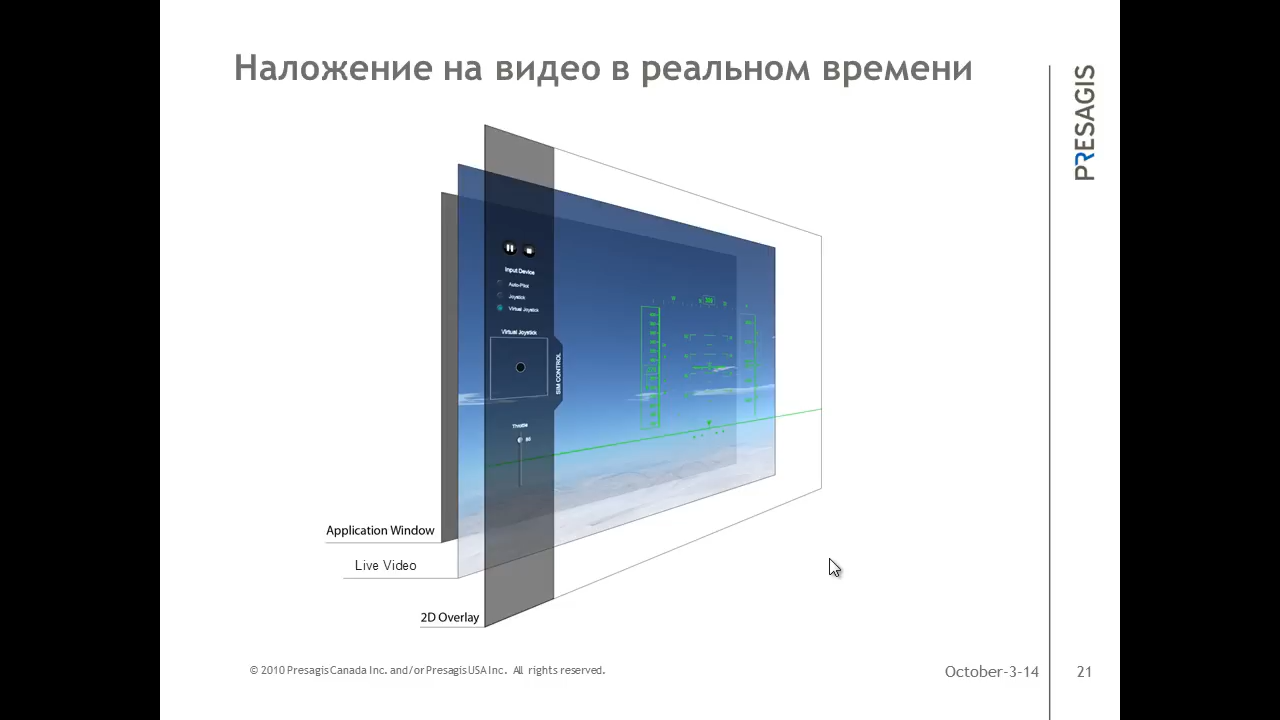 Наложение на видео в реальном времени
PRESAGIS
Input Device
Auto-Pilot
Joystick
Virtual Joystick
Virtual Joystick
SIM CONTROL
Throttle
Application Window
Live Video
2D Overlay
© 2010 Presagis Canada Inc. and/or Presagis USA Inc. All rights reserved.
October-3-14
21